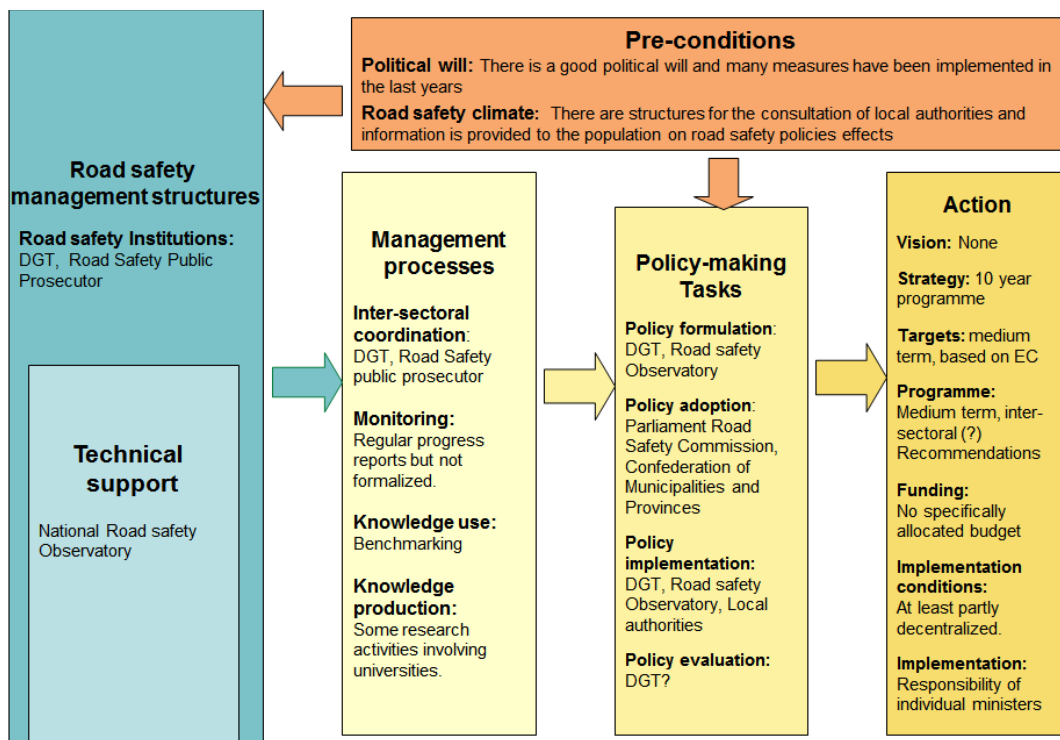 Pre-conditions
Political will: There is a good political will and many measures have been implemented in
the last years
Road safety climate: There are structures for the consultation of local authorities and
information is provided to the population on road safety policies effects
Road safety
management structures
Road safety Institutions:
DGT, Road Safety Public
Prosecutor
Technical
support
National Road safety
Observatory
Management
processes
Inter-sectoral
coordination:
DGT, Road Safety
public prosecutor
Monitoring:
Regular progress
reports but not
formalized.
Knowledge use:
Benchmarking
Knowledge
production:
Some research
activities involving
universities.
Policy-making
Tasks
Policy formulation:
DGT, Road safety
Observatory
Policy adoption:
Parliament Road
Safety Commission,
Confederation of
Municipalities and
Provinces
Policy
implementation:
DGT, Road safety
Observatory, Local
authorities
Policy evaluation:
DGT?
Action
Vision: None
Strategy: 10 year
programme
Targets: medium
term, based on EC
Programme:
Medium term, inter-
sectoral (?)
Recommendations
Funding:
No specifically
allocated budget
Implementation
conditions:
At least partly
decentralized.
Implementation:
Responsibility of
individual ministers